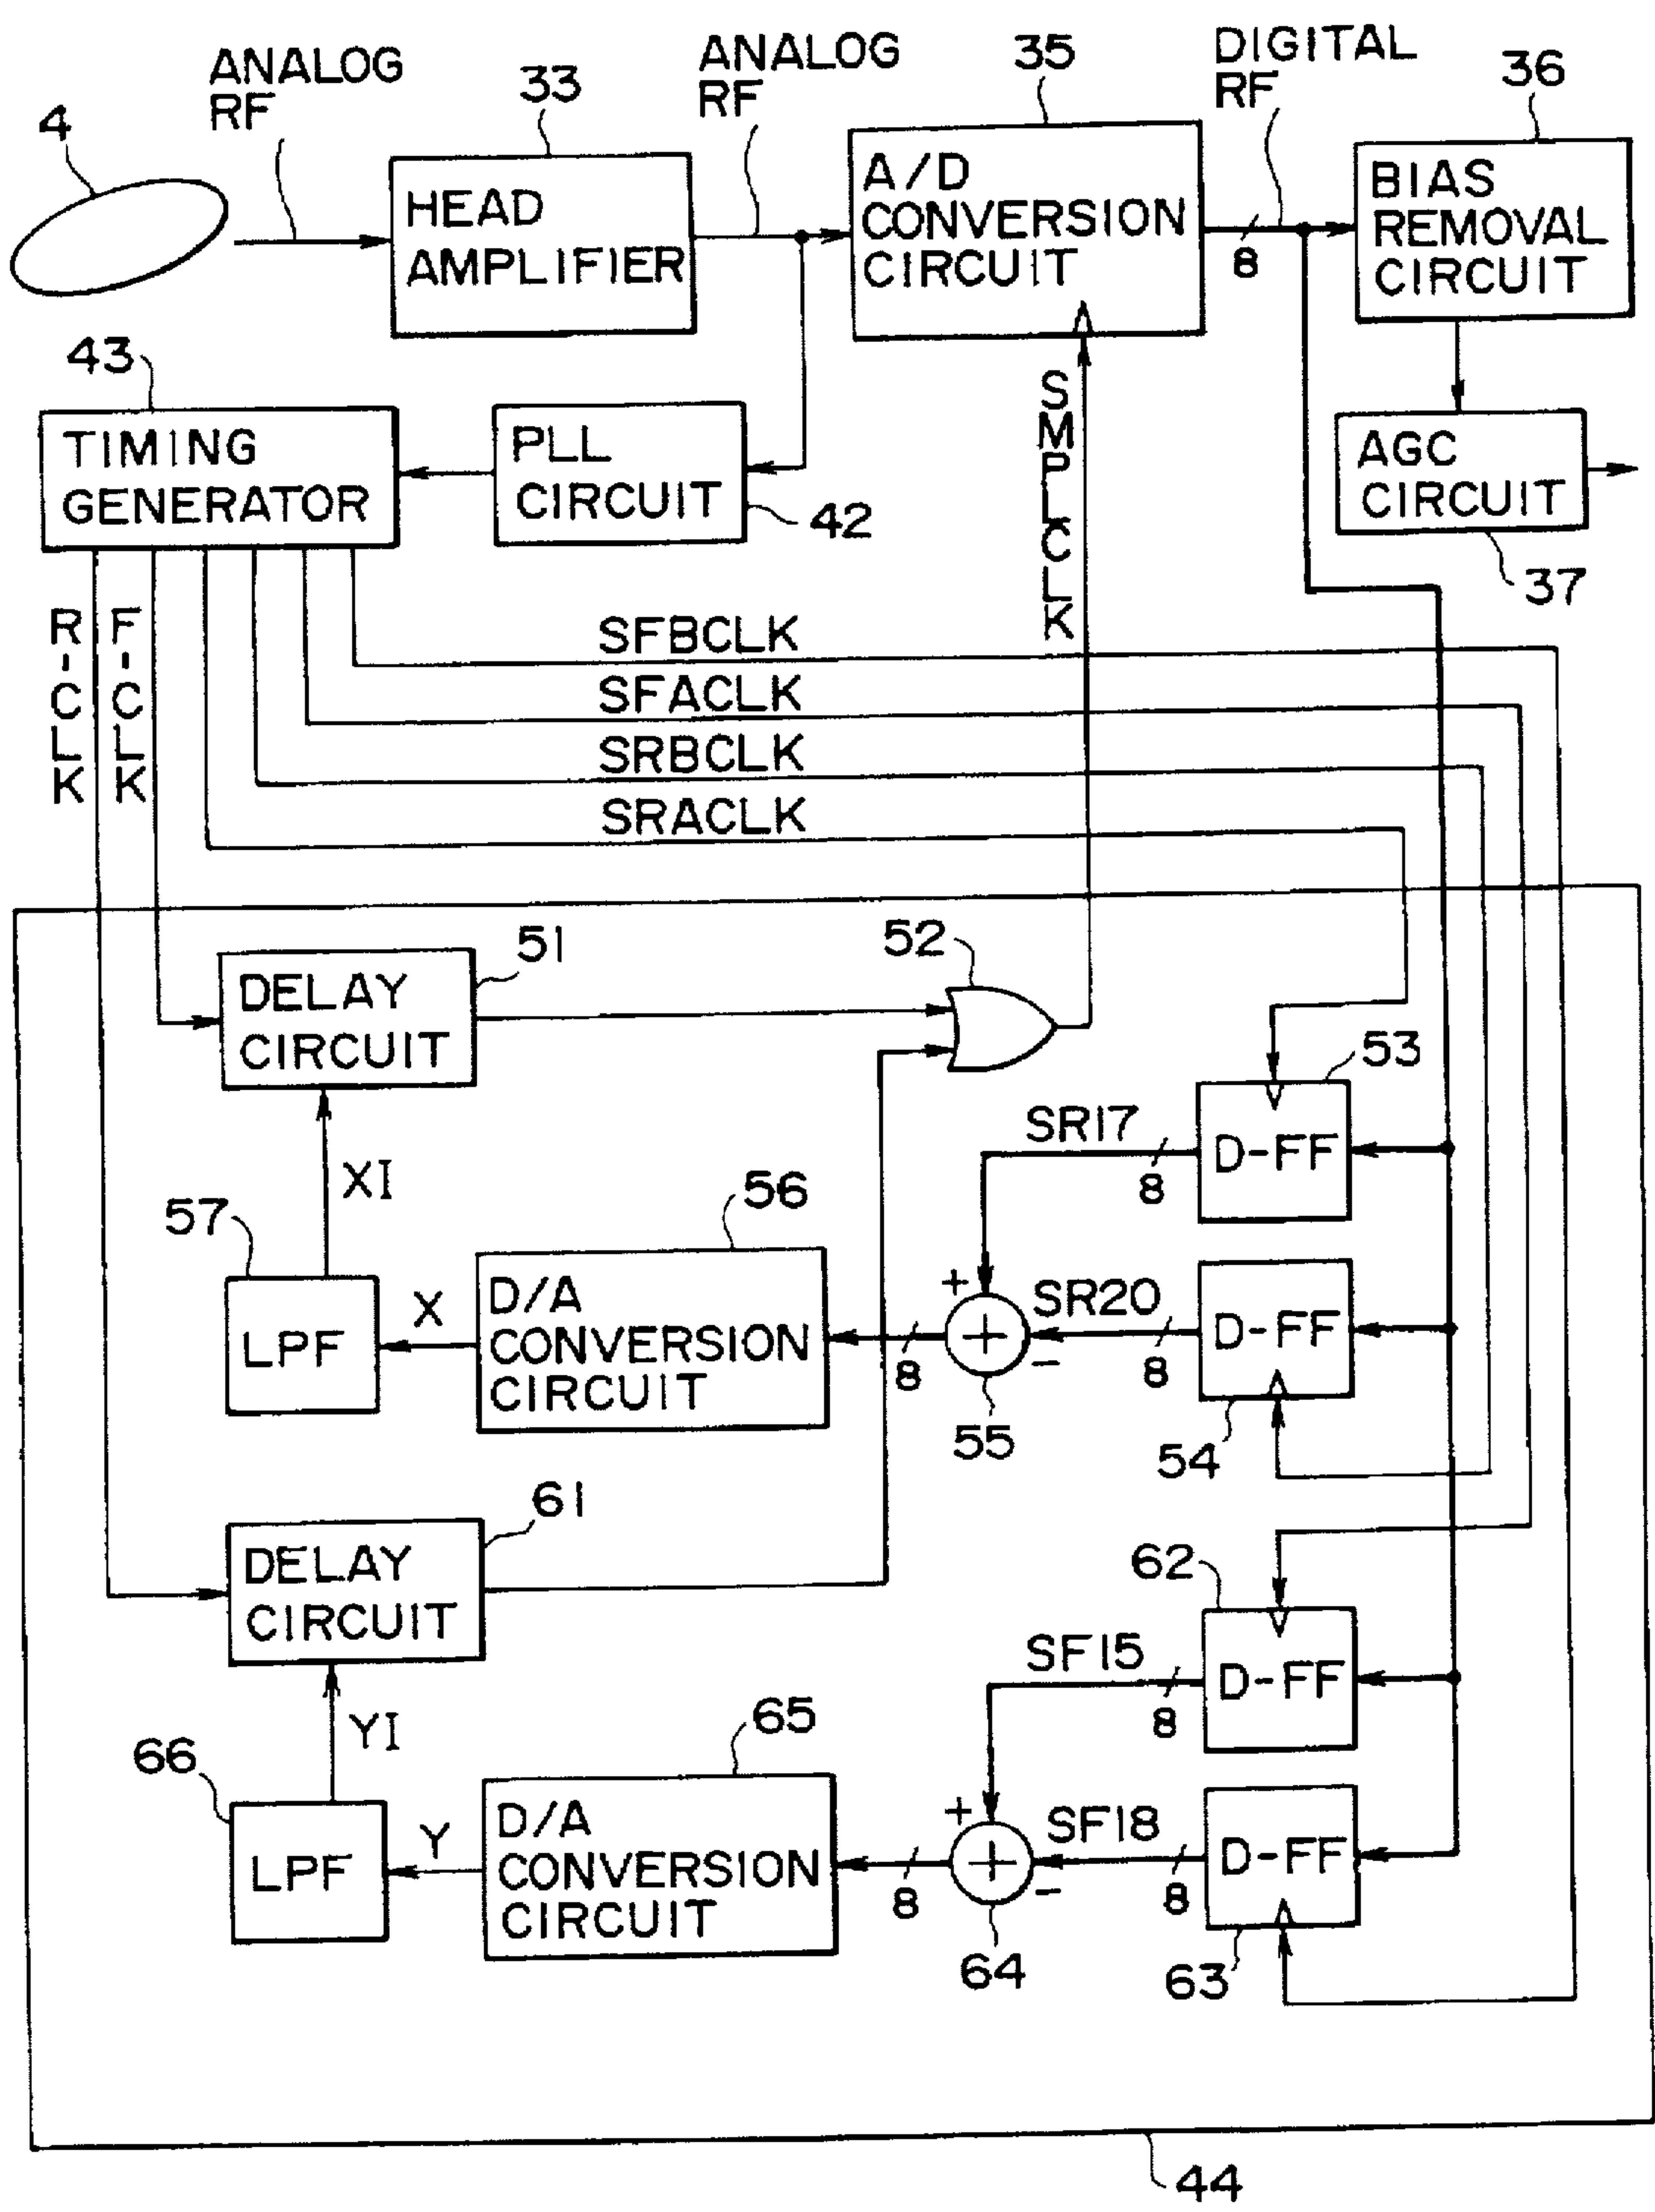 4
ANALOG
RF
33
HEAD
AMPLIFIER
ANALOG
RF
35
A/D
CONVERSION
CIRCUIT
DIGITAL
RF
8
36
BIAS
REMOVAL
CIRCUIT
43
TIMING
GENERATOR
PLL
CIRCUIT
42
SMPLCLK
AGC
CIRCUIT
37
R-CLK
F-CLK
SFBCLK
SFACLK
SRBCLK
SRACLK
51
DELAY
CIRCUIT
52
53
D-FF
SR17
8
XI
57
LPF
X
56
D/A
CONVERSION
CIRCUIT
8
+
+
-
55
SR20
8
D-FF
54
61
DELAY
CIRCUIT
62
D-FF
SF15
8
YI
66
LPF
Y
65
D/A
CONVERSION
CIRCUIT
8
+
+
-
64
SF18
8
D-FF
63
44